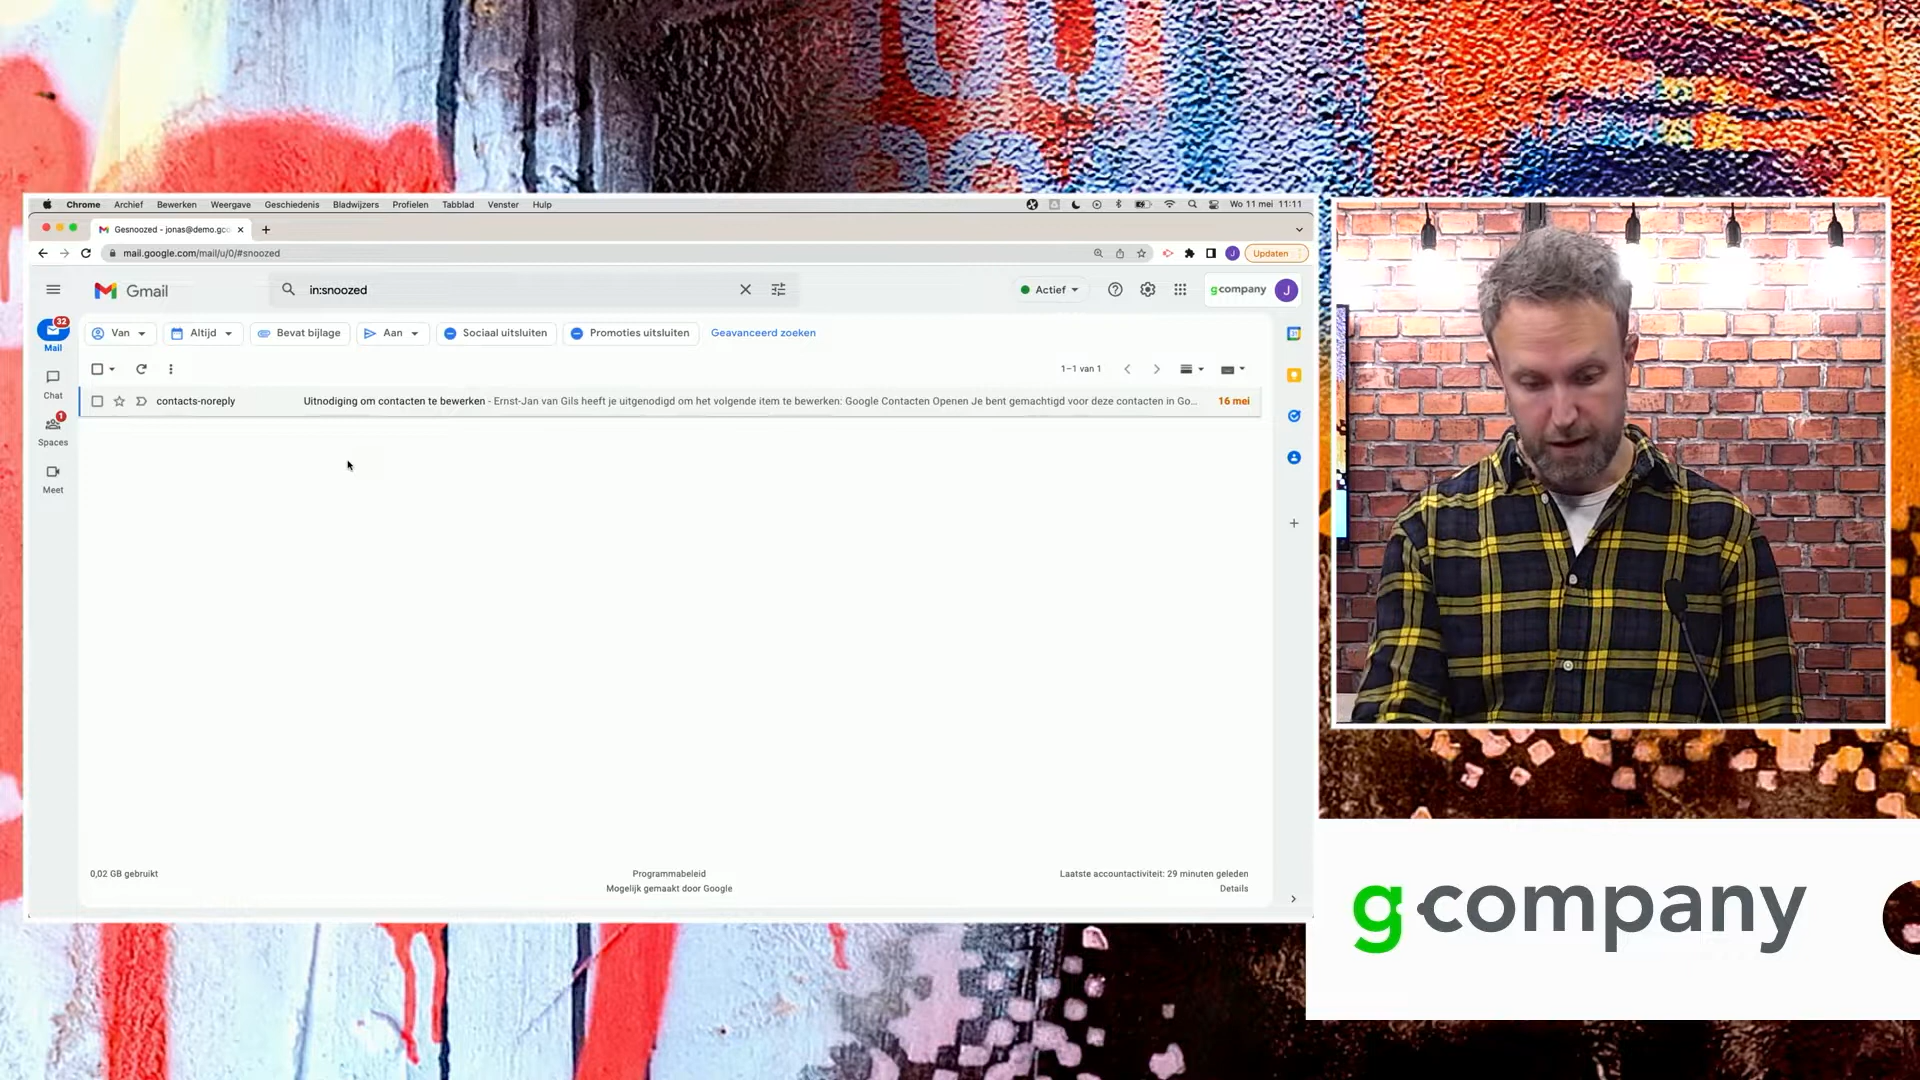 Chrome Archief Bewerken Weergave Geschiedenis Bladwijzers Profielen Tabblad Venster Hulp Wo 11 mei 11:11
Gesnoozed - jonas@demo.gco
mail.google.com/mail/u/0/#snoozed J Updaten
Gmail in:snoozed Actief g company J
32
Mail
Van Altijd Bevat bijlage Aan Sociaal uitsluiten Promoties uitsluiten Geavanceerd zoeken
1–1 van 1
Chat
contacts-noreply Uitnodiging om contacten te bewerken - Ernst-Jan van Gils heeft je uitgenodigd om het volgende item te bewerken: Google Contacten Openen Je bent gemachtigd voor deze contacten in Go... 16 mei
1
Spaces
Meet
0,02 GB gebruikt Programmabeleid Laatste accountactiviteit: 29 minuten geleden
Mogelijk gemaakt door Google Details
g company